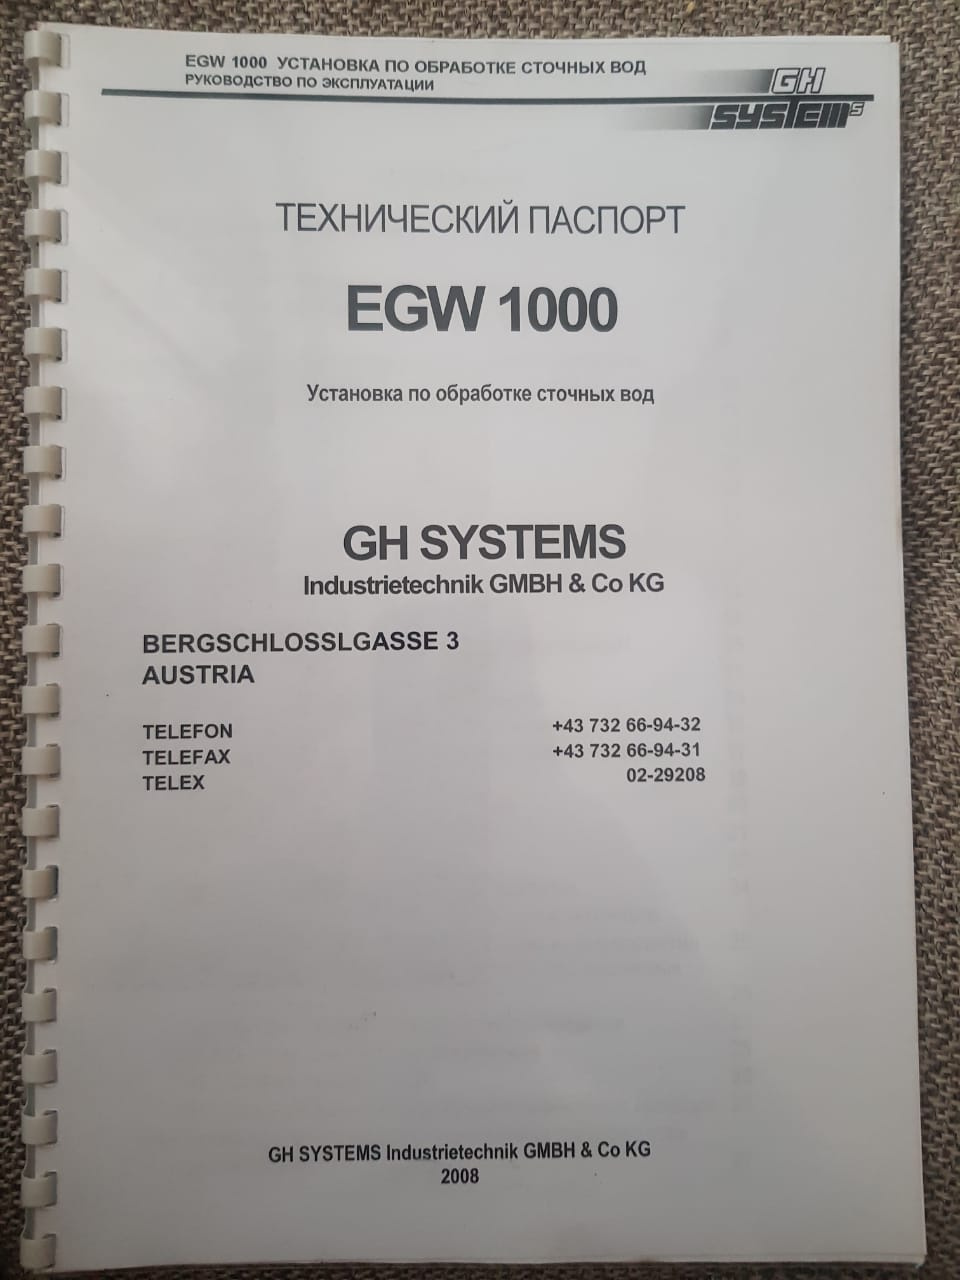 EGW 1000 УСТАНОВКА ПО ОБРАБОТКЕ СТОЧНЫХ ВОД
РУКОВОДСТВО ПО ЭКСПЛУАТАЦИИ
GH
SYSTEMS
ТЕХНИЧЕСКИЙ ПАСПОРТ
EGW 1000
Установка по обработке сточных вод
GH SYSTEMS
Industrietechnik GMBH & Co KG
BERGSCHLOSSLGASSE 3
AUSTRIA
TELEFON +43 732 66-94-32
TELEFAX +43 732 66-94-31
TELEX 02-29208
GH SYSTEMS Industrietechnik GMBH & Co KG
2008